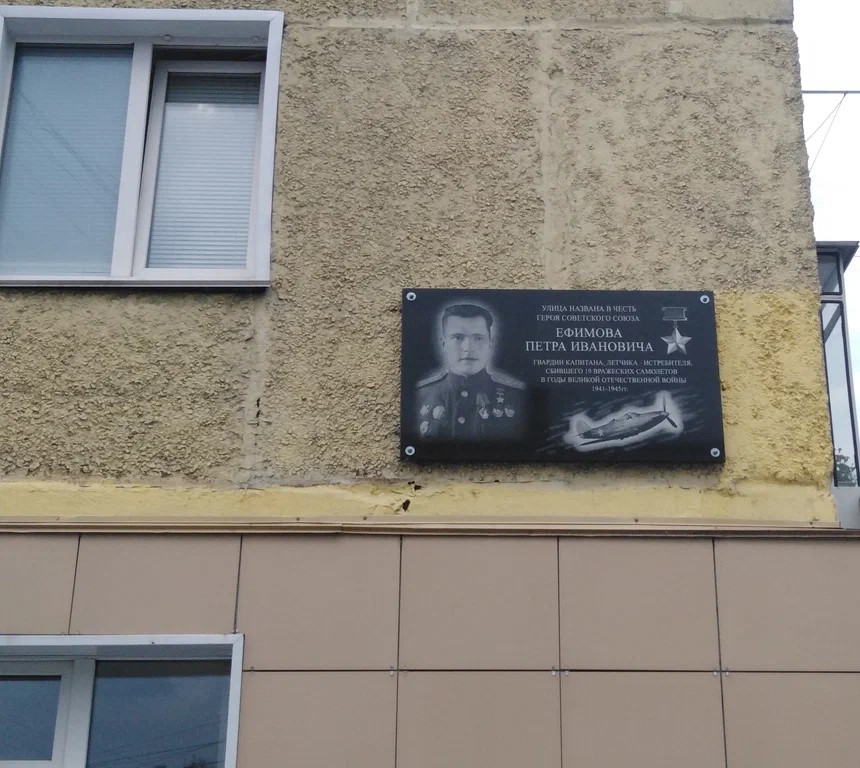 УЛИЦА НАЗВАНА В ЧЕСТЬ
ГЕРОЯ СОВЕТСКОГО СОЮЗА
ЕФИМОВА
ПЕТРА ИВАНОВИЧА
ГВАРДИИ КАПИТАНА, ЛЕТЧИКА - ИСТРЕБИТЕЛЯ,
СБИВШЕГО 19 ВРАЖЕСКИХ САМОЛЕТОВ
В ГОДЫ ВЕЛИКОЙ ОТЕЧЕСТВЕННОЙ ВОЙНЫ
1941-1945гг.